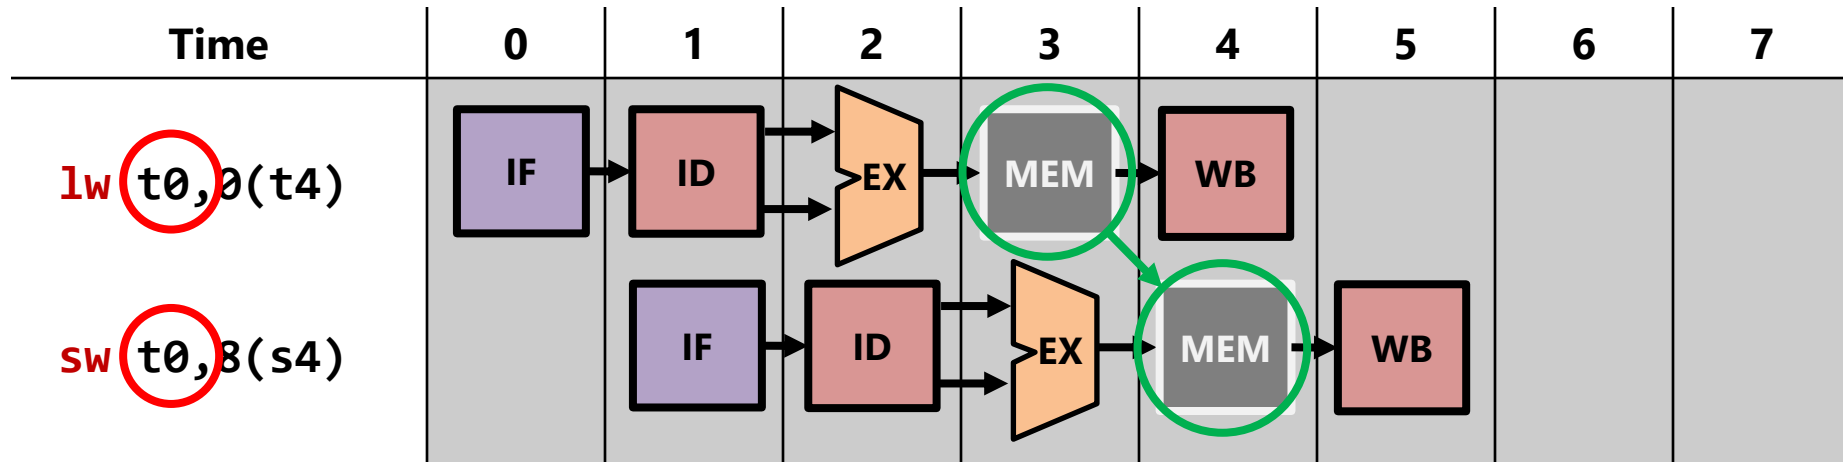 Time 0 1 2 3 4 5 6 7
lw t0,0(t4) IF ID EX MEM WB
sw t0,8(s4) IF ID EX MEM WB